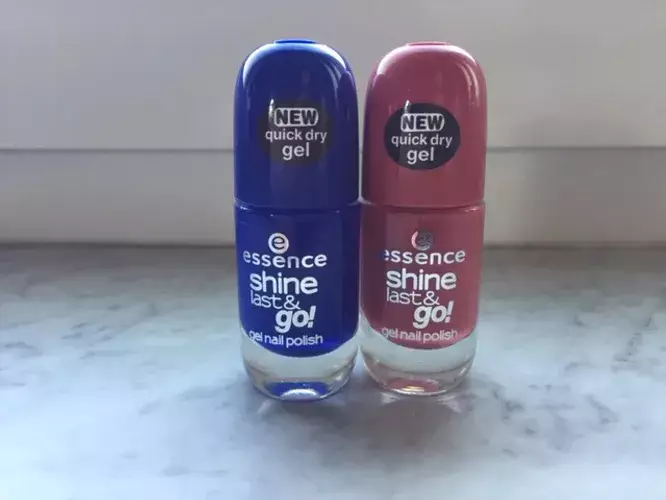 NEW
quick dry
gel
essence
shine
last &
go!
gel nail polish
NEW
quick dry
gel
essence
shine
last &
go!
gel nail polish